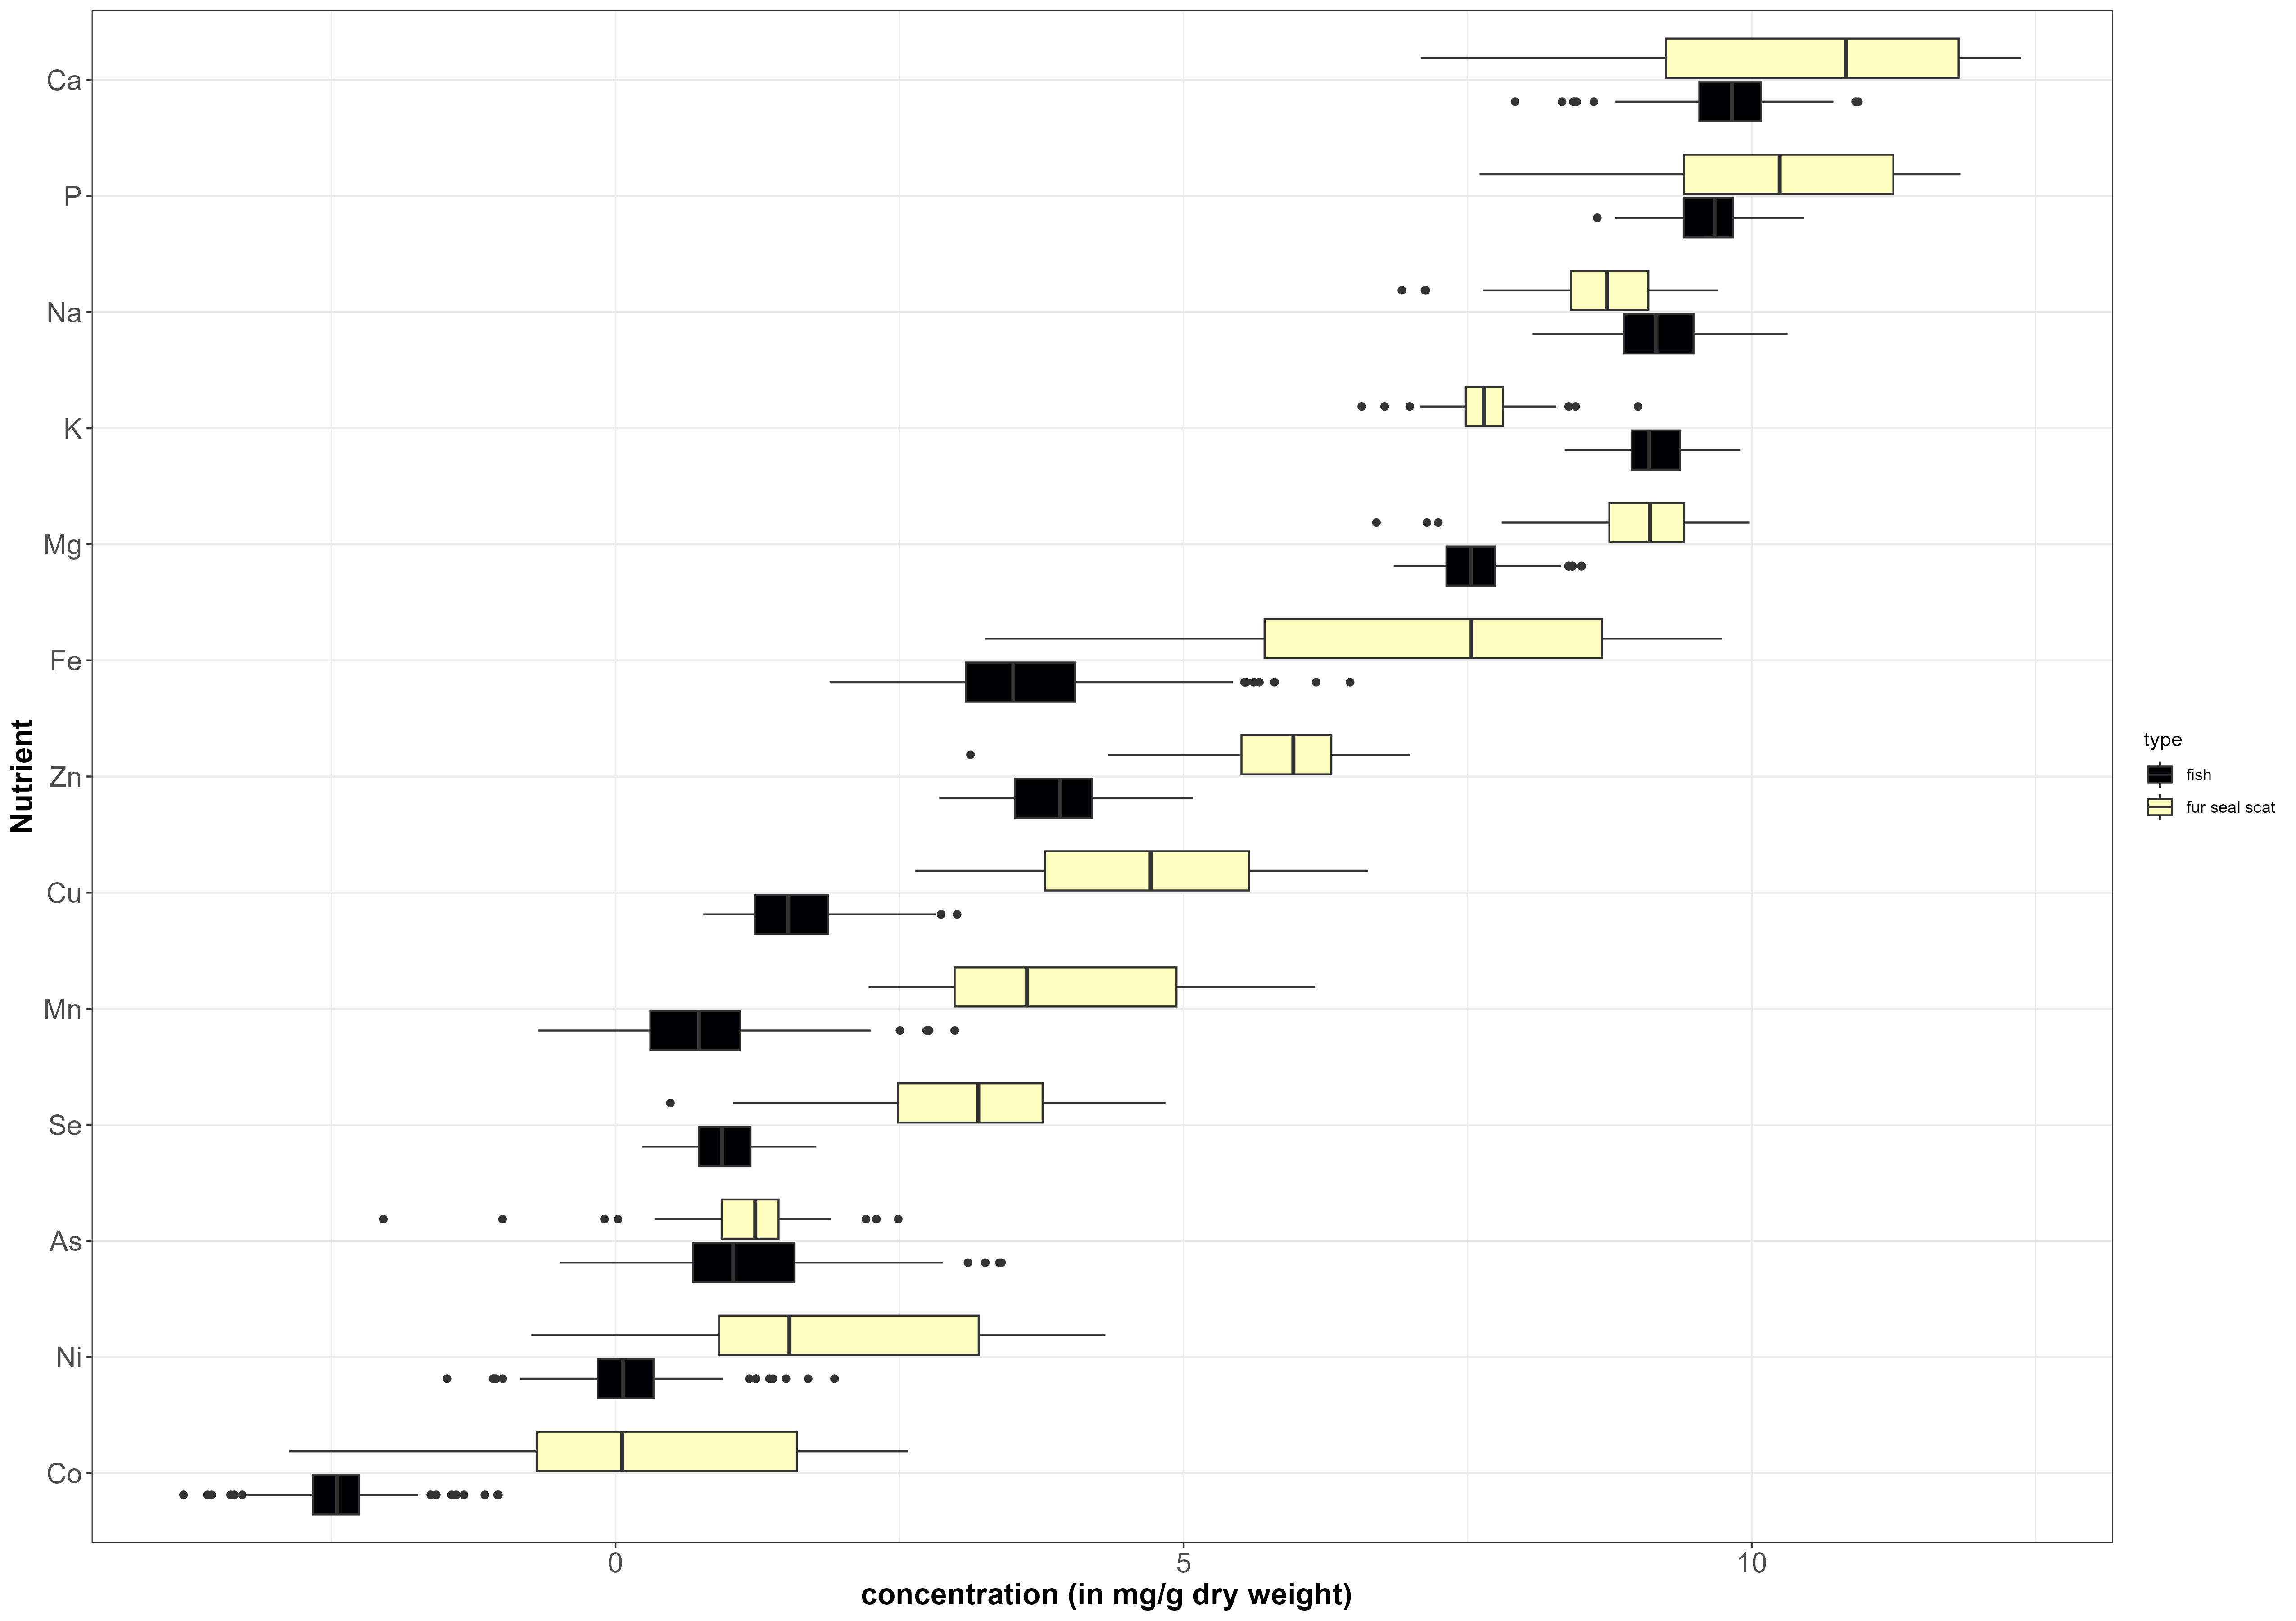 Ca
P
Na
K
Mg
Fe
Zn
Cu
Mn
Se
As
Ni
Co
Nutrient
0 5 10
concentration (in mg/g dry weight)
type
fish
fur seal scat